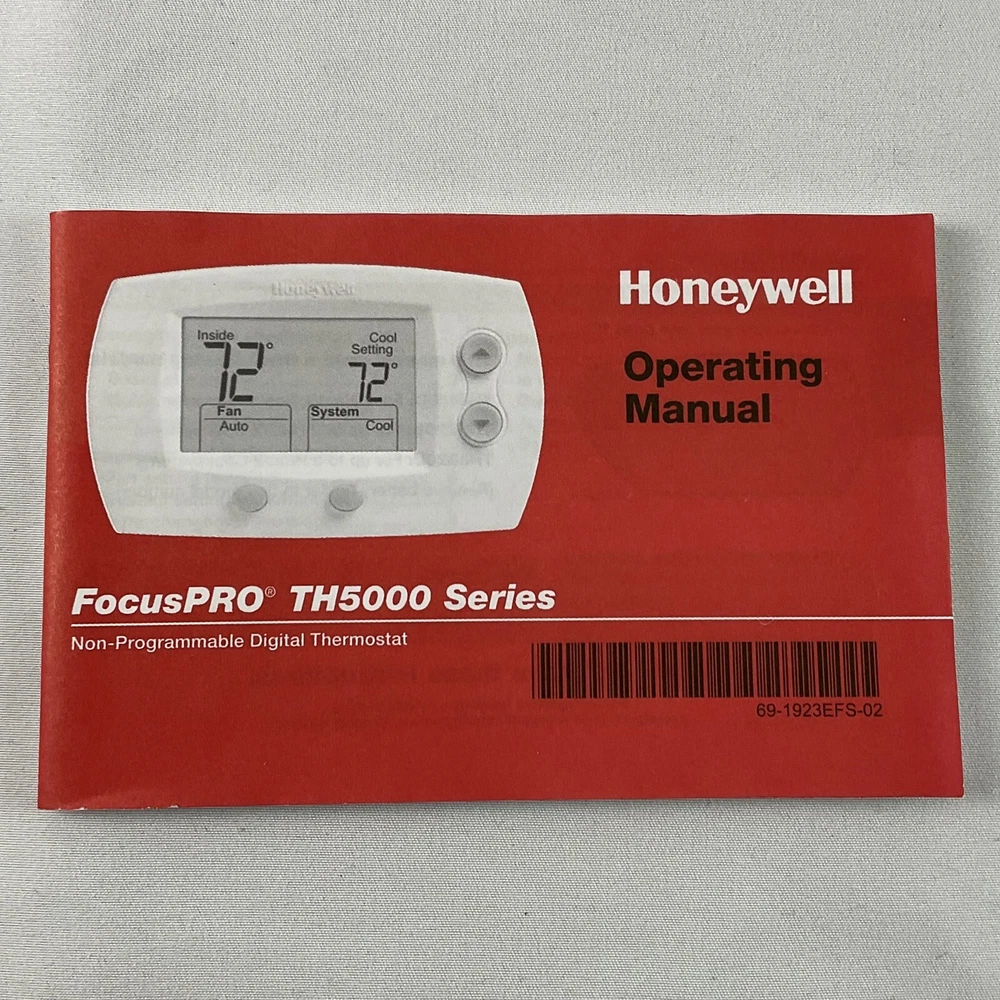 Honeywell
Inside
72°
Cool
Setting
72°
Fan
Auto
System
Cool
Honeywell
Operating
Manual
FocusPRO® TH5000 Series
Non-Programmable Digital Thermostat
69-1923EFS-02